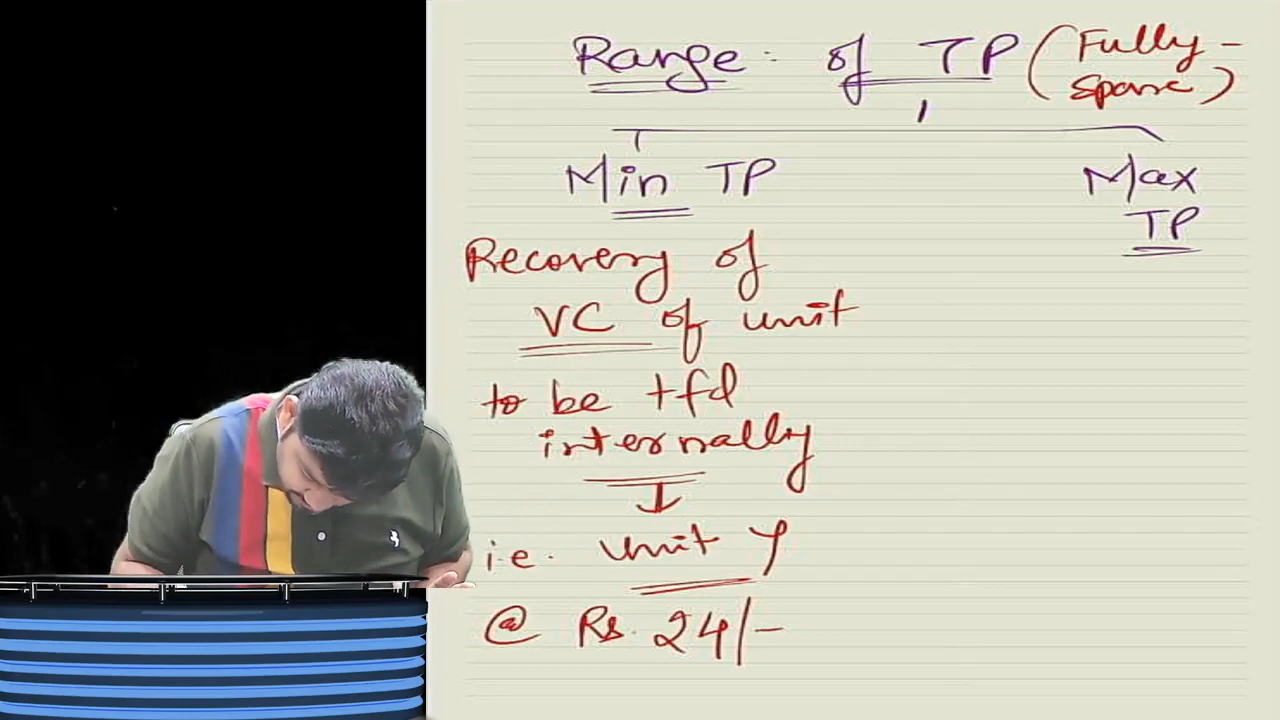 Range: of TP (Fully-
Spare)
Min TP
Max
TP
Recovery of
VC of unit
to be tfd
internally
i.e. unit Y
@ Rs. 24/-